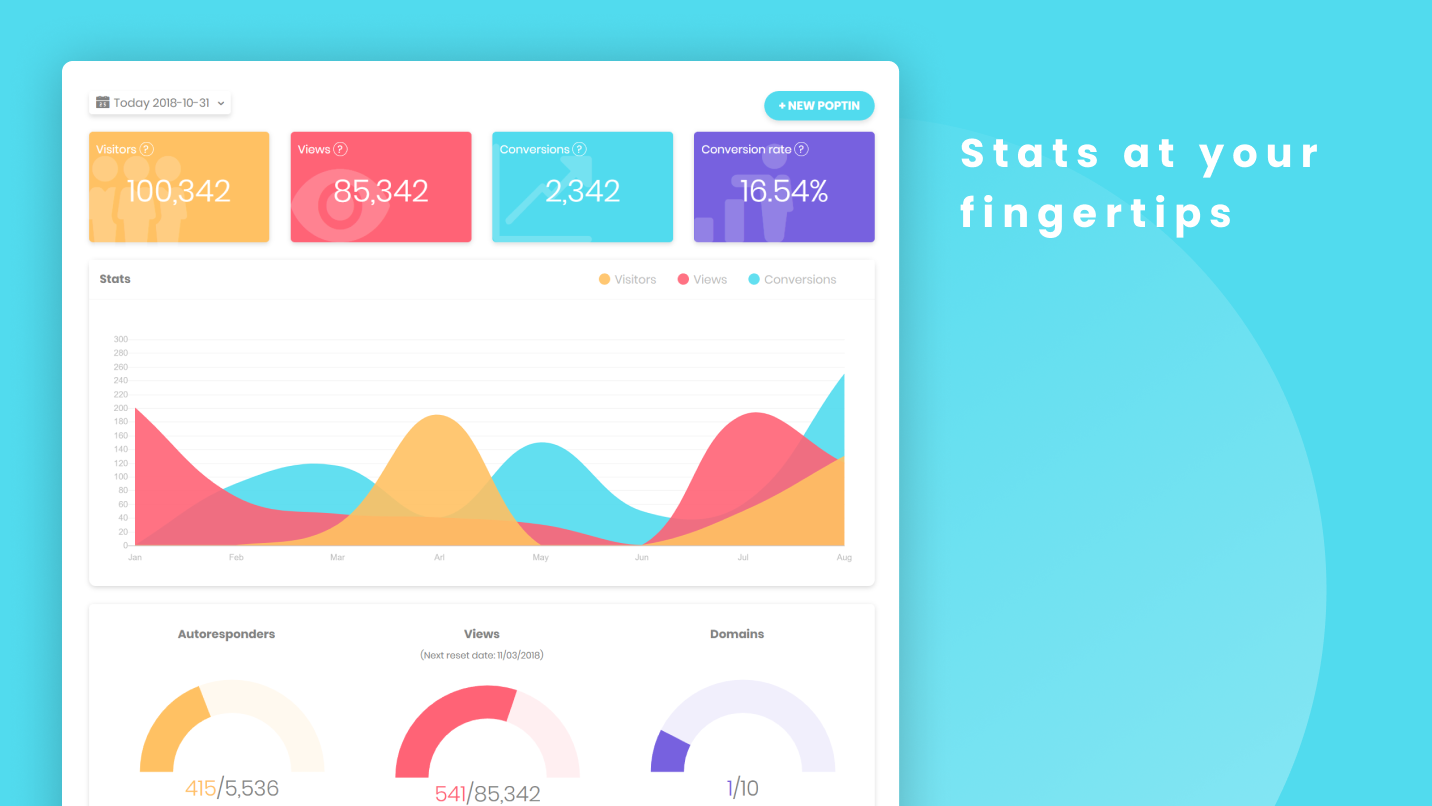 Today 2018-10-31
+ NEW POPTIN
Stats at your
fingertips
Visitors ?
100,342
Views ?
85,342
Conversions ?
2,342
Conversion rate ?
16.54%
Stats
Visitors
Views
Conversions
300
280
260
240
220
200
180
160
140
120
100
80
60
40
20
0
Jan Feb Mar Arl May Jun Jul Aug
Autoresponders
Views
(Next reset date: 11/03/2018)
Domains
415/5,536
541/85,342
1/10